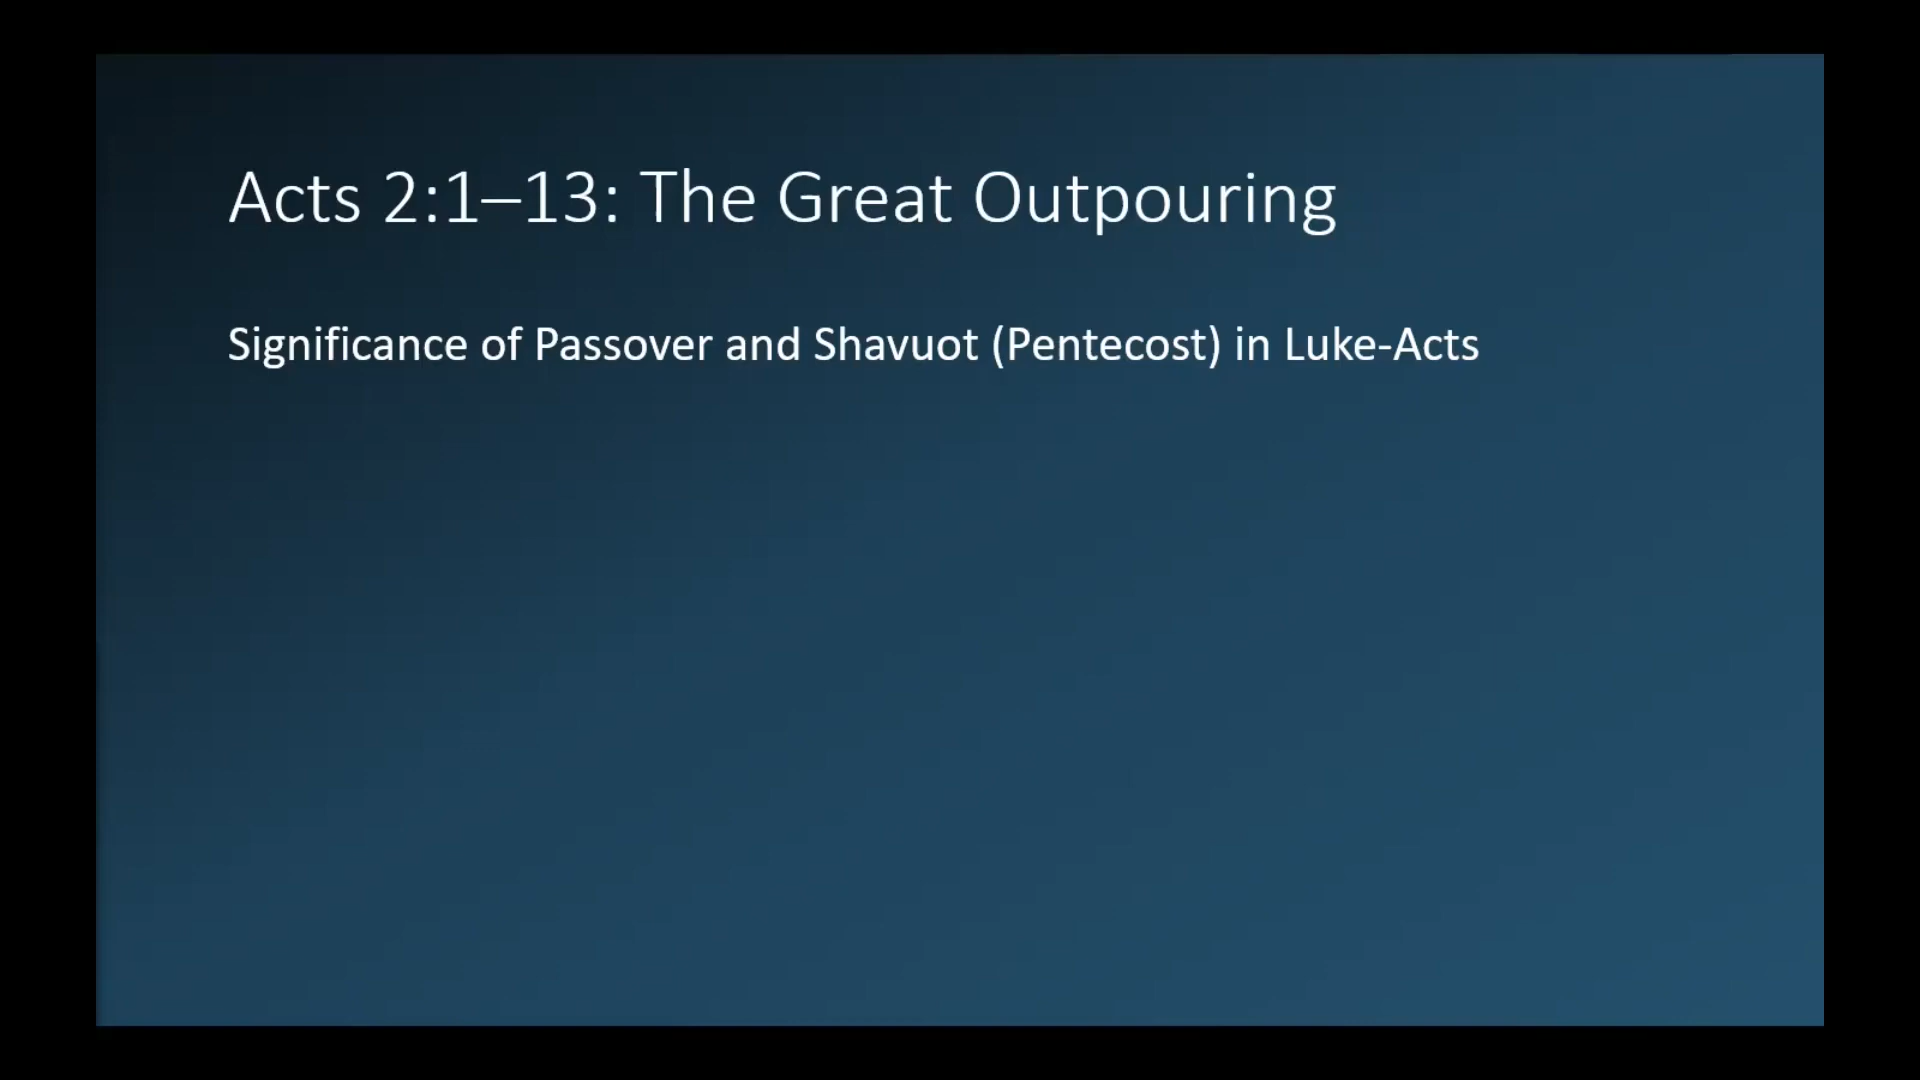 Acts 2:1–13: The Great Outpouring
Significance of Passover and Shavuot (Pentecost) in Luke-Acts